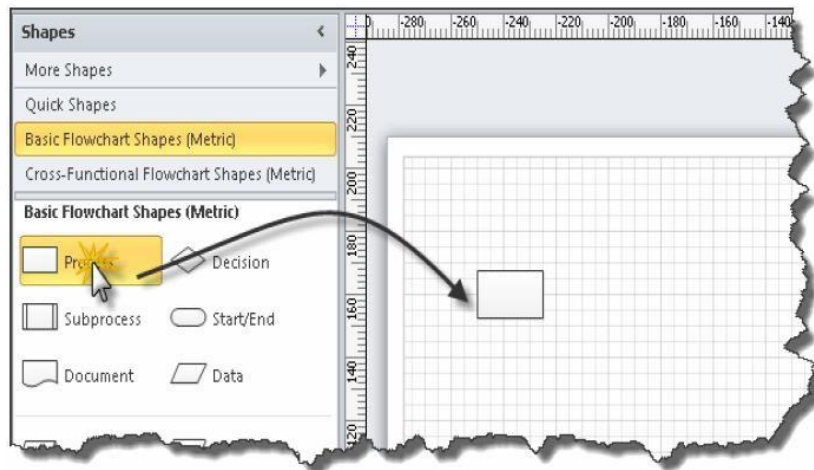 Shapes
More Shapes
Quick Shapes
Basic Flowchart Shapes (Metric)
Cross-Functional Flowchart Shapes (Metric)
Basic Flowchart Shapes (Metric)
Decision
Subprocess Start/End
Document Data
-280 -260 -240 -220 -200 -180 -160 -140
240
220
200
180
160
140
120